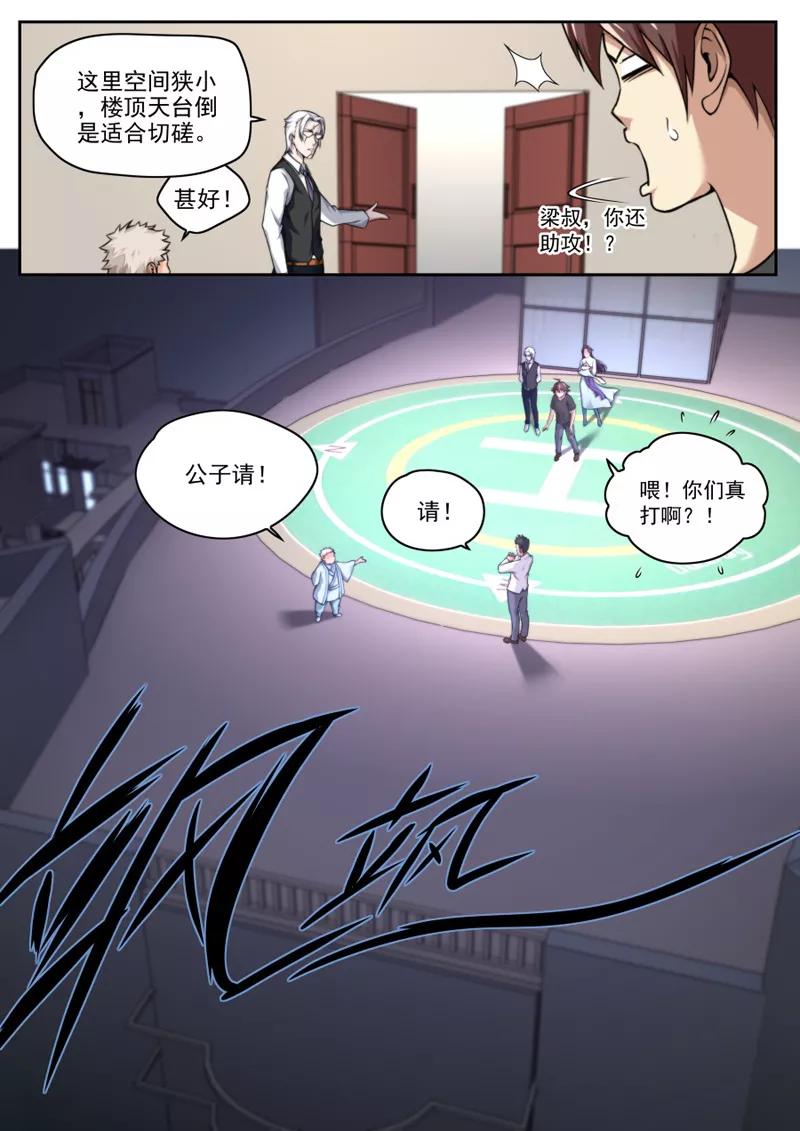 这里空间狭小
，楼顶天台倒
是适合切磋。
甚好！
梁叔，你还
助攻！？
公子请！
请！
喂！你们真
打啊？！
飒